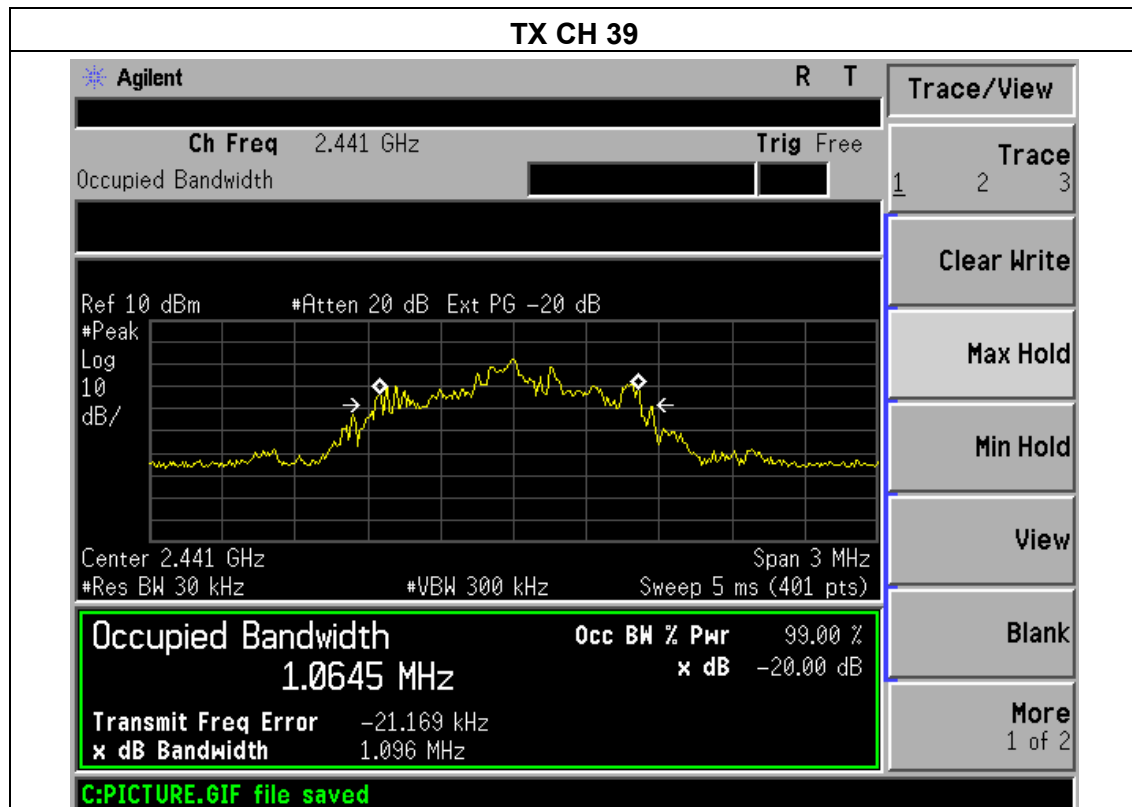 TX CH 39
Agilent R T
Trace/View
Ch Freq 2.441 GHz Trig Free
Occupied Bandwidth
Trace
1 2 3
Clear Write
Ref 10 dBm #Atten 20 dB Ext PG -20 dB
#Peak
Log
10
dB/
Max Hold
Min Hold
View
Center 2.441 GHz Span 3 MHz
#Res BW 30 kHz #VBW 300 kHz Sweep 5 ms (401 pts)
Occupied Bandwidth
1.0645 MHz
Occ BW % Pwr 99.00 %
x dB -20.00 dB
Blank
Transmit Freq Error -21.169 kHz
x dB Bandwidth 1.096 MHz
More
1 of 2
C:PICTURE.GIF file saved